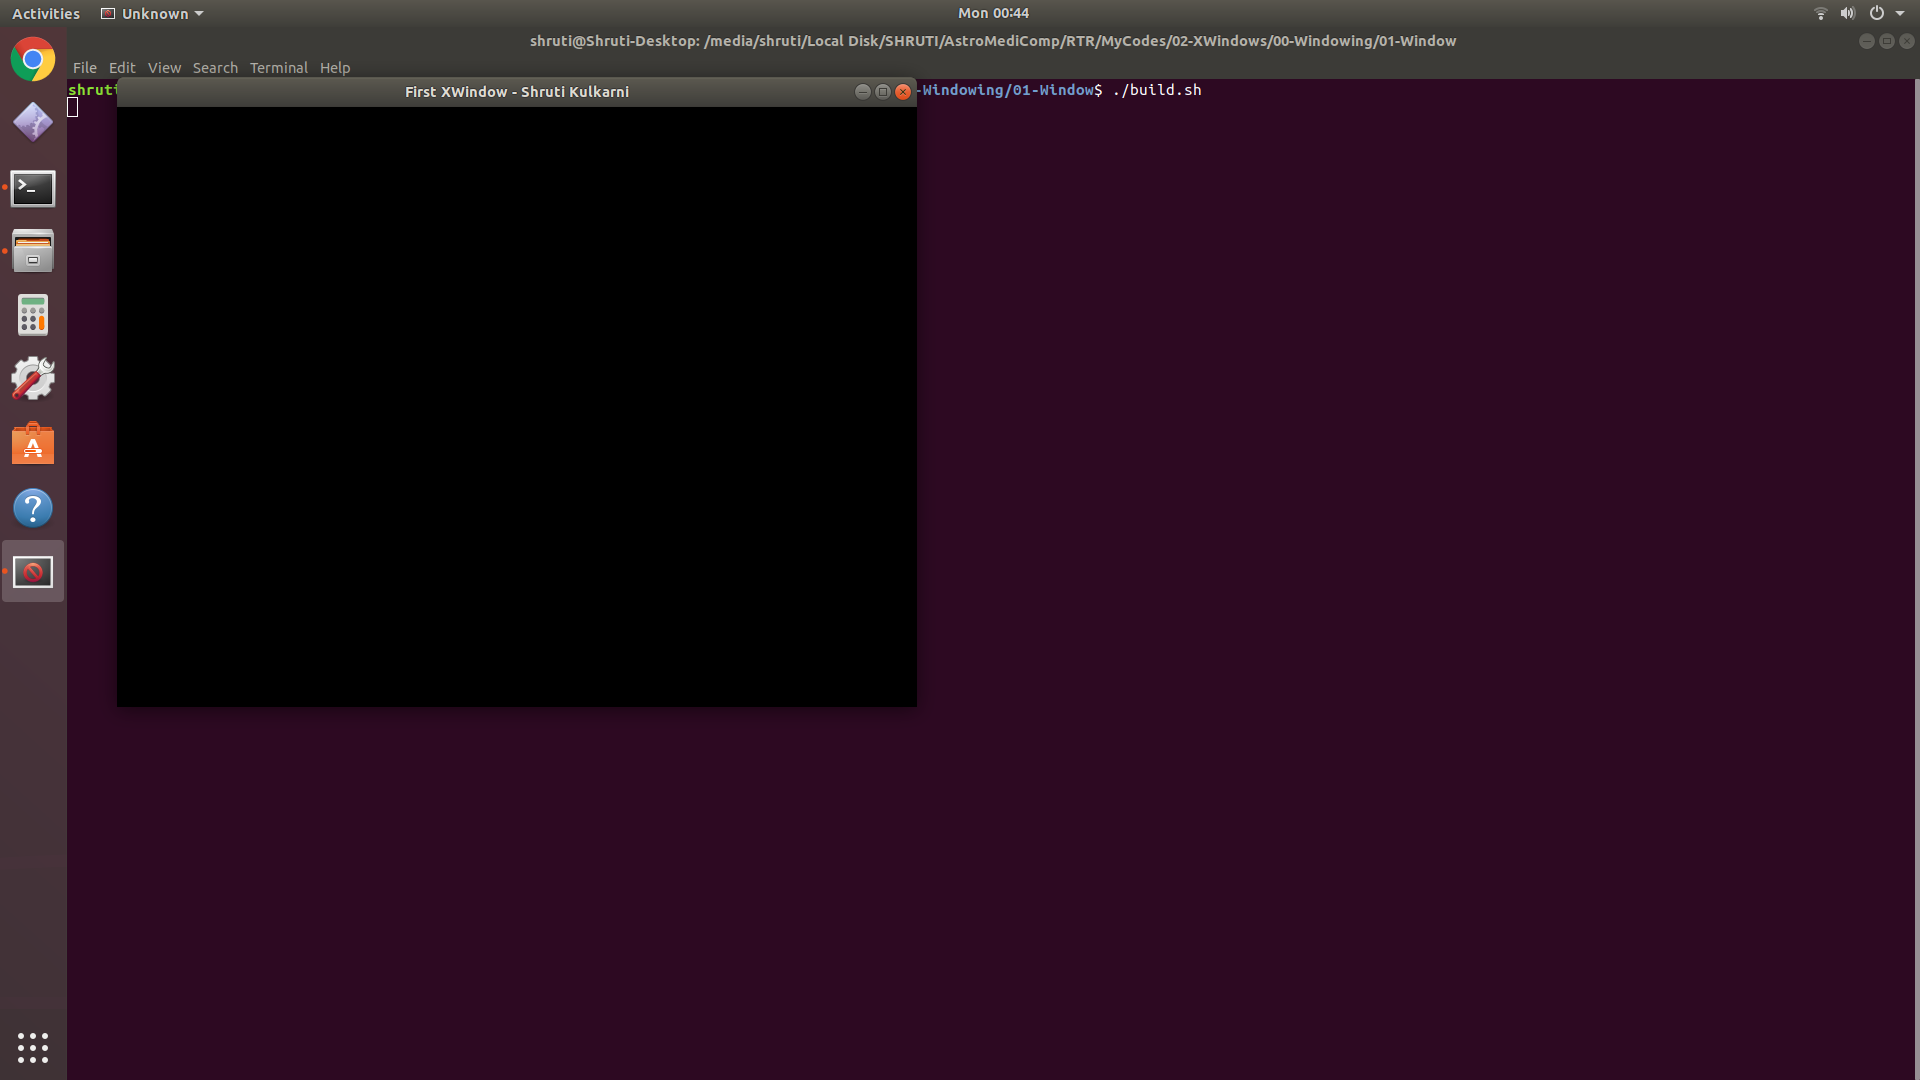 Activities Unknown Mon 00:44
shruti@Shruti-Desktop: /media/shruti/Local Disk/SHRUTI/AstroMediComp/RTR/MyCodes/02-XWindows/00-Windowing/01-Window
File Edit View Search Terminal Help
shruti -Windowing/01-Window$ ./build.sh
First XWindow - Shruti Kulkarni